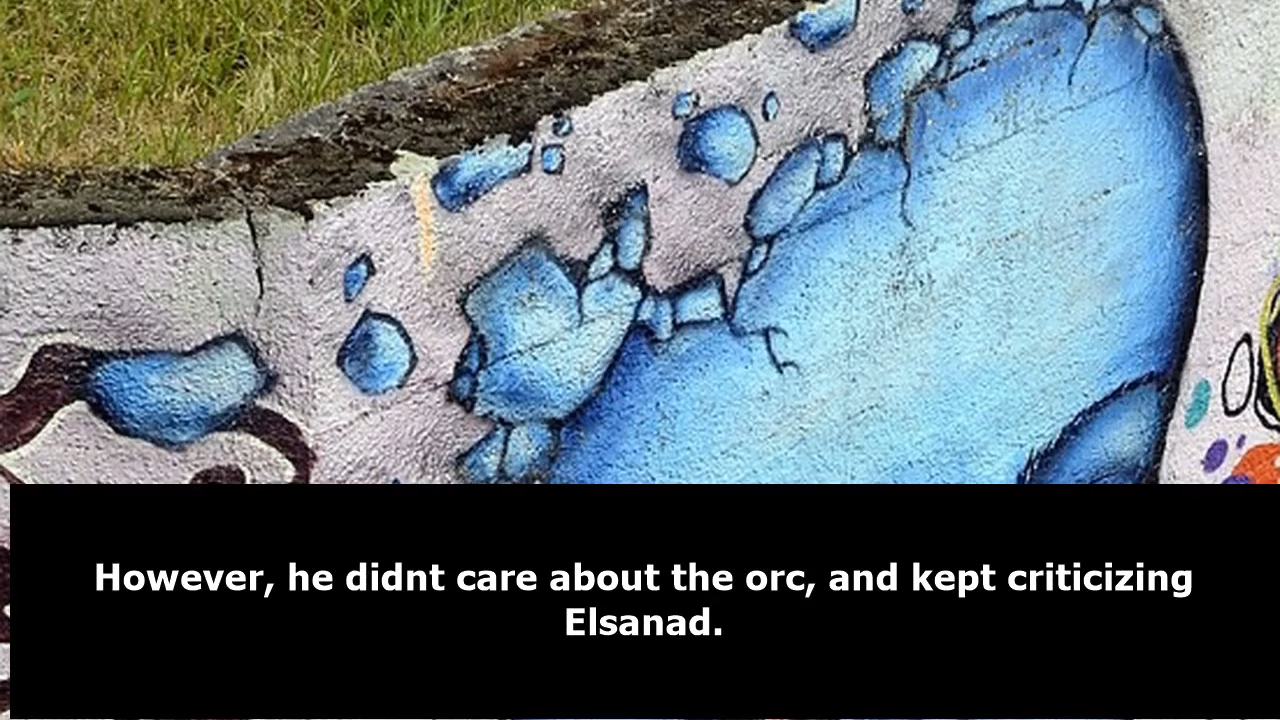 However, he didnt care about the orc, and kept criticizing
Elsanad.